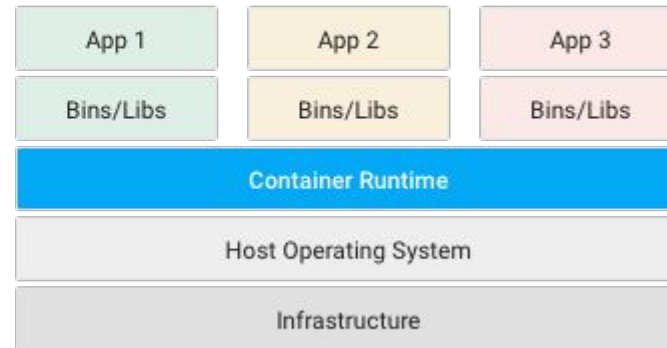 App 1 App 2 App 3
Bins/Libs Bins/Libs Bins/Libs
Container Runtime
Host Operating System
Infrastructure